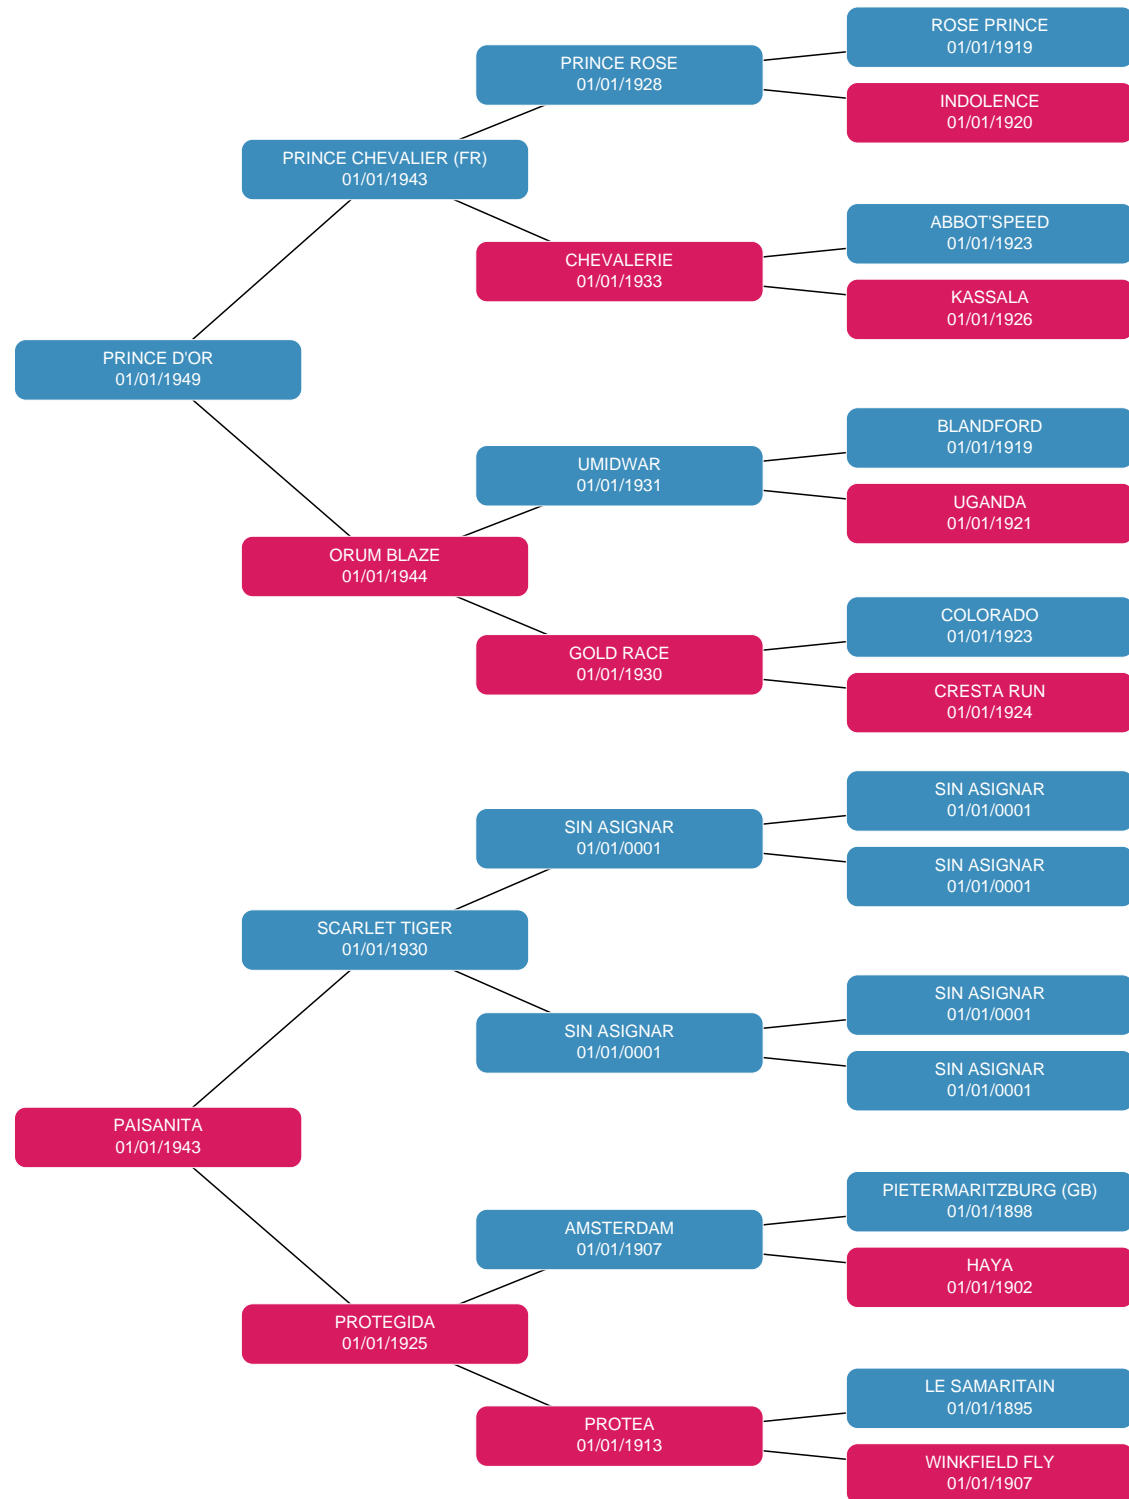 ROSE PRINCE
01/01/1919
PRINCE ROSE
01/01/1928
INDOLENCE
01/01/1920
PRINCE CHEVALIER (FR)
01/01/1943
ABBOT'SPEED
01/01/1923
CHEVALERIE
01/01/1933
KASSALA
01/01/1926
PRINCE D'OR
01/01/1949
BLANDFORD
01/01/1919
UMIDWAR
01/01/1931
UGANDA
01/01/1921
ORUM BLAZE
01/01/1944
COLORADO
01/01/1923
GOLD RACE
01/01/1930
CRESTA RUN
01/01/1924
SIN ASIGNAR
01/01/0001
SIN ASIGNAR
01/01/0001
SIN ASIGNAR
01/01/0001
SCARLET TIGER
01/01/1930
SIN ASIGNAR
01/01/0001
SIN ASIGNAR
01/01/0001
SIN ASIGNAR
01/01/0001
PAISANITA
01/01/1943
PIETERMARITZBURG (GB)
01/01/1898
AMSTERDAM
01/01/1907
HAYA
01/01/1902
PROTEGIDA
01/01/1925
LE SAMARITAIN
01/01/1895
PROTEA
01/01/1913
WINKFIELD FLY
01/01/1907